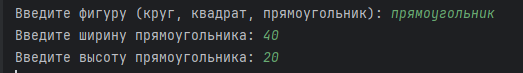 Введите фигуру (круг, квадрат, прямоугольник): прямоугольник
Введите ширину прямоугольника: 40
Введите высоту прямоугольника: 20